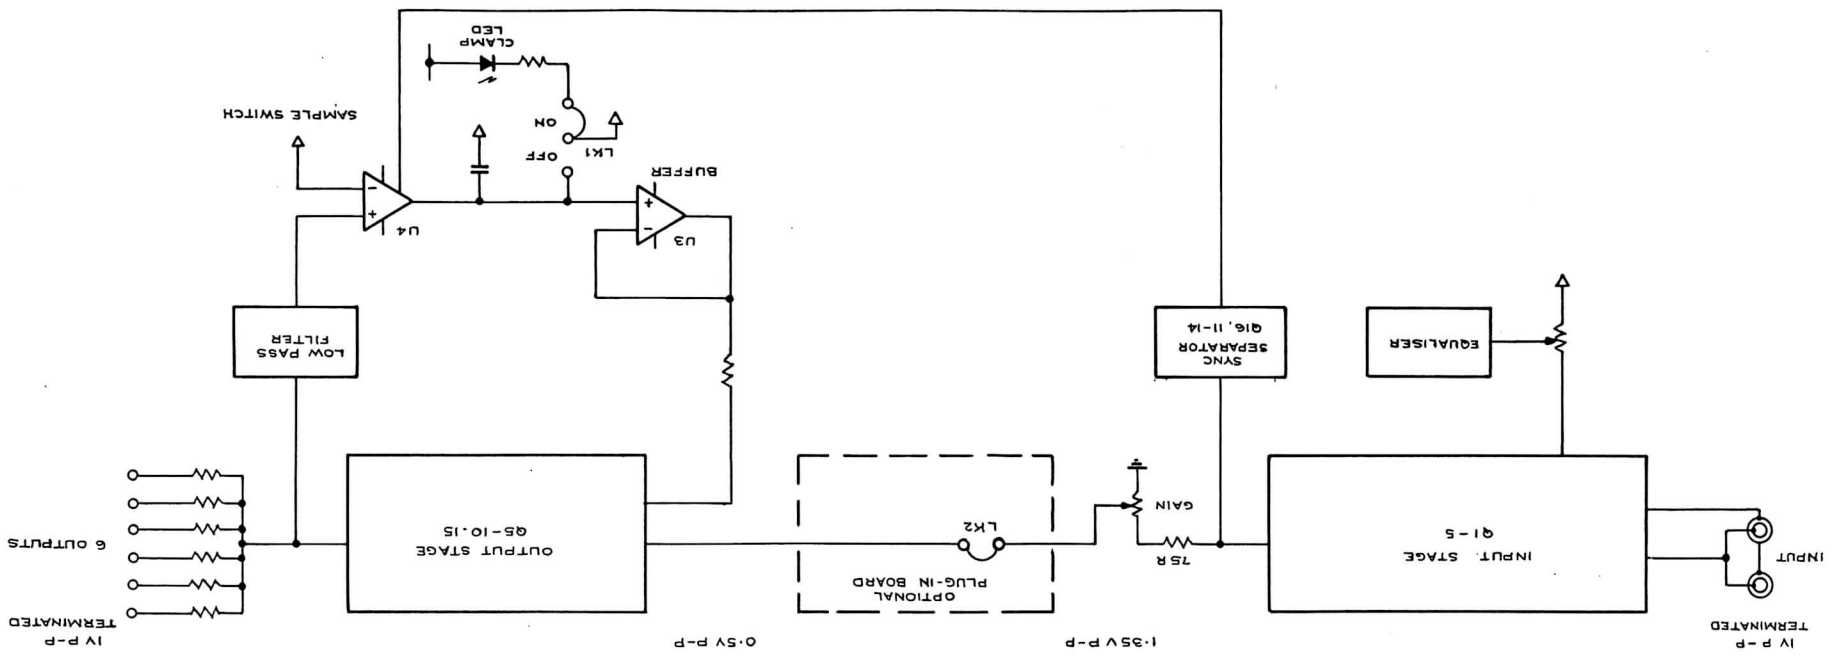 1V P-P
TERMINATED
1.35V P-P
0.5V P-P
1V P-P
TERMINATED
INPUT
INPUT STAGE
Q1-5
75R
GAIN
OPTIONAL
PLUG-IN BOARD
LK2
OUTPUT STAGE
Q5-10.15
6 OUTPUTS
EQUALISER
SYNC
SEPARATOR
Q16, 11-14
LOW PASS
FILTER
U3
-
+
BUFFER
U4
+
-
SAMPLE SWITCH
LK1
OFF
ON
CLAMP
LED